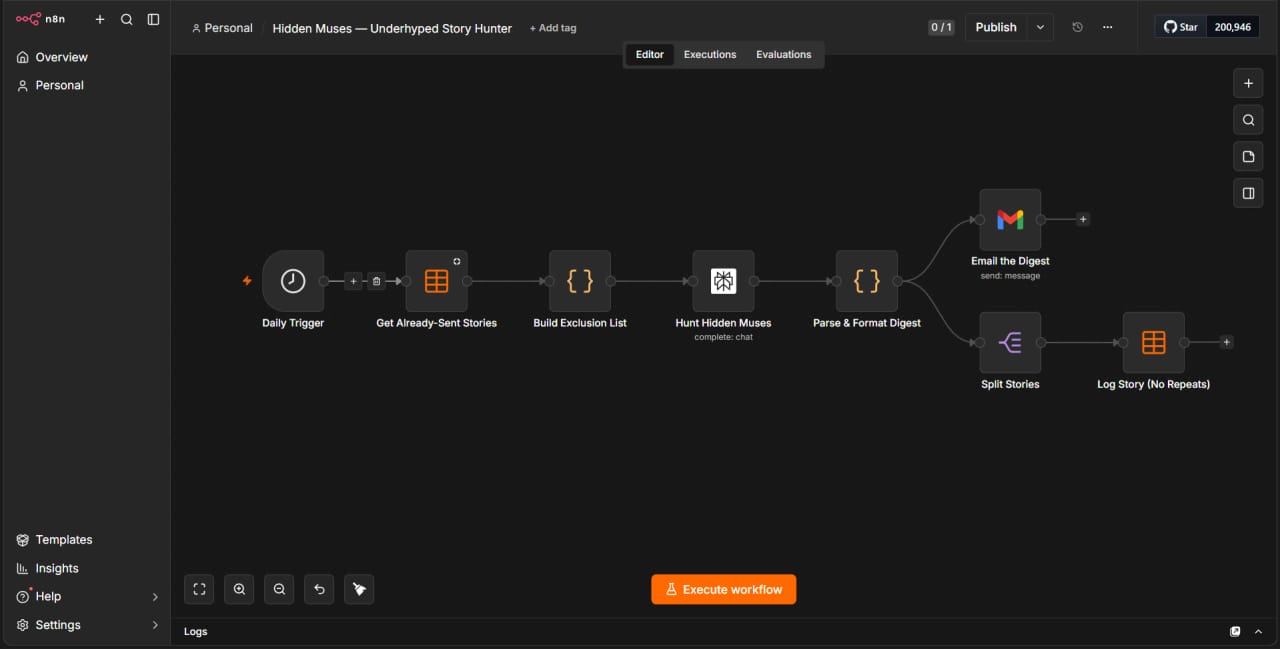 n8n
Personal / Hidden Muses — Underhyped Story Hunter + Add tag
0 / 1
Publish
Star 200,946
Editor Executions Evaluations
Overview
Personal
Email the Digest
send: message
Daily Trigger
Get Already-Sent Stories
Build Exclusion List
{}
Hunt Hidden Muses
complete: chat
Parse & Format Digest
{}
Split Stories
Log Story (No Repeats)
Templates
Insights
Help
Settings
Execute workflow
Logs